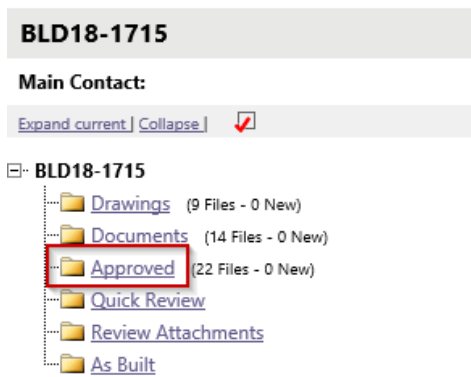 BLD18-1715
Main Contact:
Expand current | Collapse |
BLD18-1715
Drawings (9 Files - 0 New)
Documents (14 Files - 0 New)
Approved (22 Files - 0 New)
Quick Review
Review Attachments
As Built